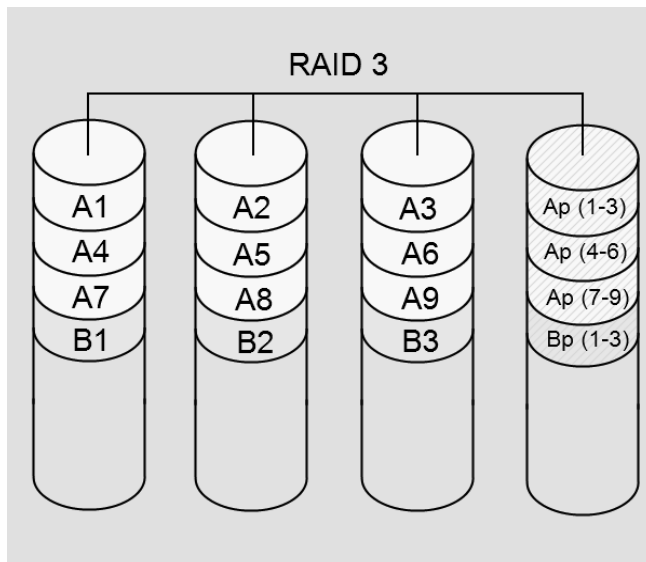 RAID 3
A1 A2 A3 Ap (1-3)
A4 A5 A6 Ap (4-6)
A7 A8 A9 Ap (7-9)
B1 B2 B3 Bp (1-3)